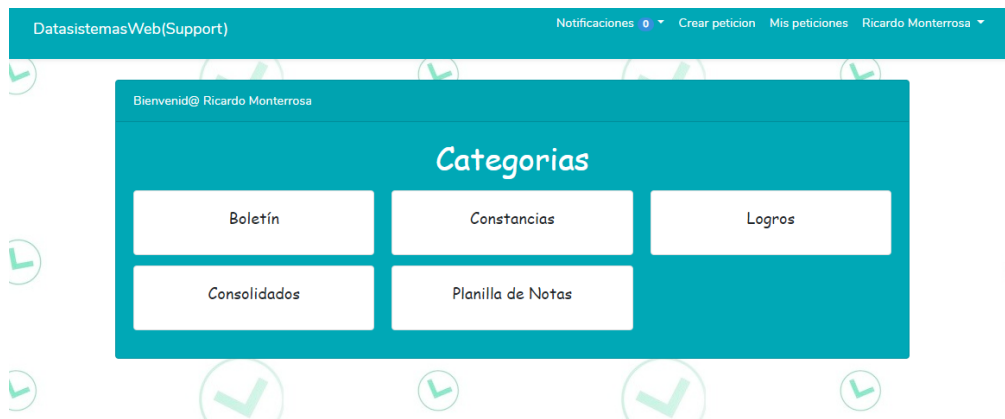 DatasistemasWeb(Support) Notificaciones 0 Crear peticion Mis peticiones Ricardo Monterrosa
Bienvenid@ Ricardo Monterrosa
Categorias
Boletín Constancias Logros
Consolidados Planilla de Notas